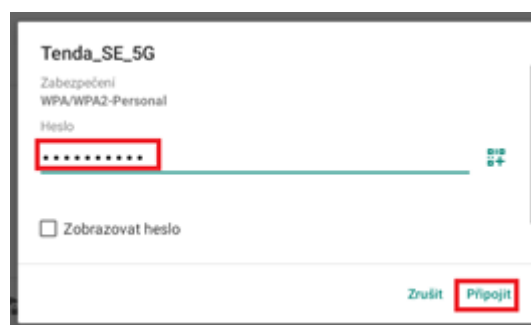 Tenda_SE_5G
Zabezpečení
WPA/WPA2-Personal
Heslo
••••••••••
Zobrazovat heslo
Zrušit Připojit